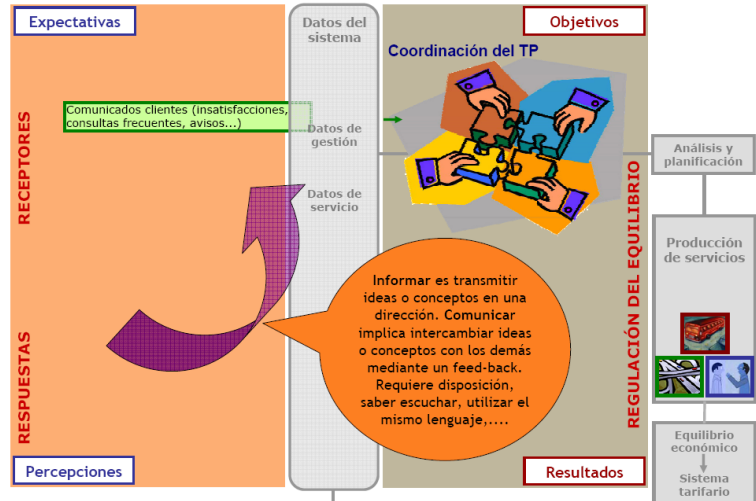 Expectativas
Datos del
sistema
Objetivos
Coordinación del TP
Comunicados clientes (insatisfacciones,
consultas frecuentes, avisos...)
Datos de
gestión
Datos de
servicio
RECEPTORES
RESPUESTAS
Informar es transmitir
ideas o conceptos en una
dirección. Comunicar
implica intercambiar ideas
o conceptos con los demás
mediante un feed-back.
Requiere disposición,
saber escuchar, utilizar el
mismo lenguaje,....
REGULACIÓN DEL EQUILIBRIO
Análisis y
planificación
Producción
de servicios
Equilibrio
económico
Sistema
tarifario
Percepciones
Resultados